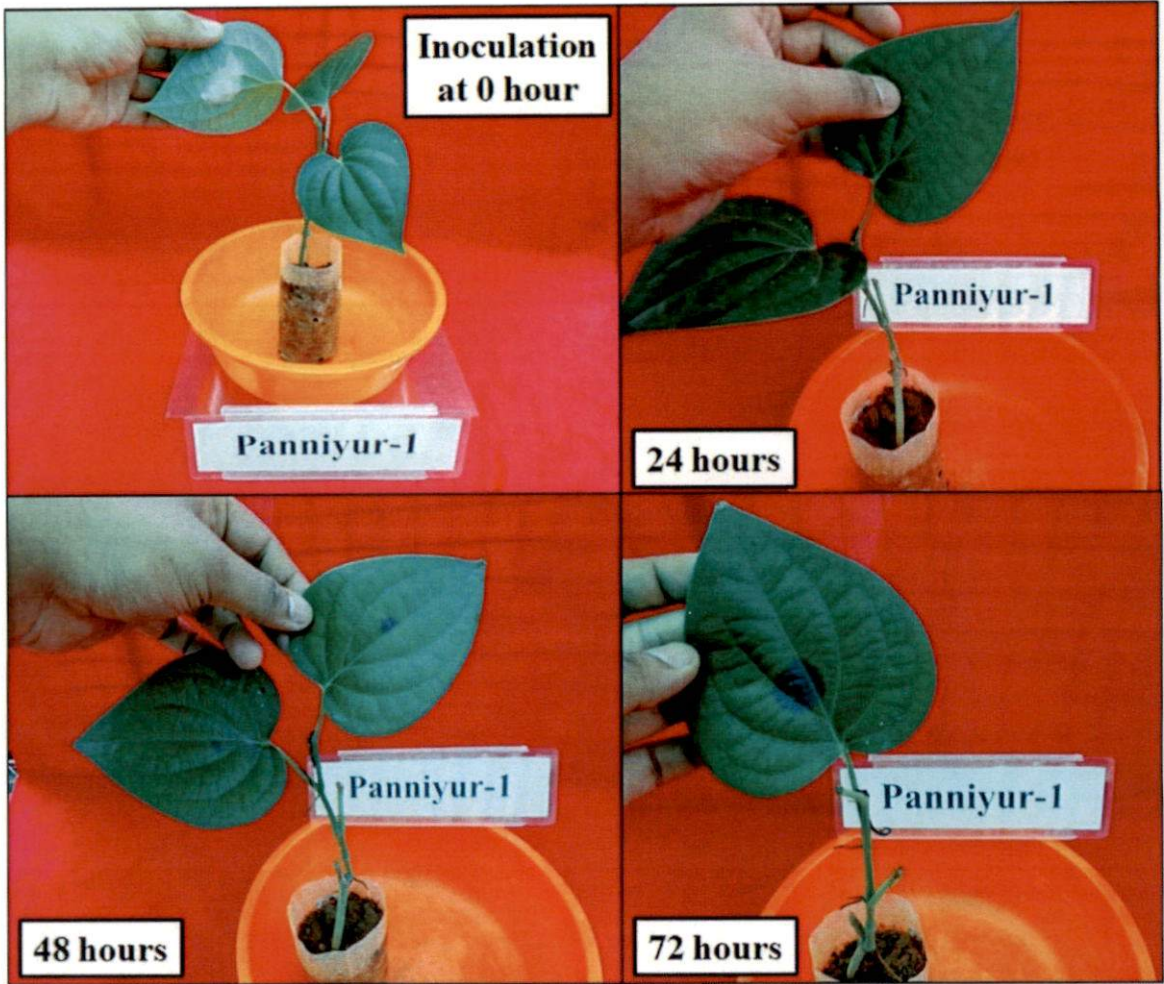 Inoculation
at 0 hour
Panniyur-1
Panniyur-1
24 hours
Panniyur-1
48 hours
Panniyur-1
72 hours